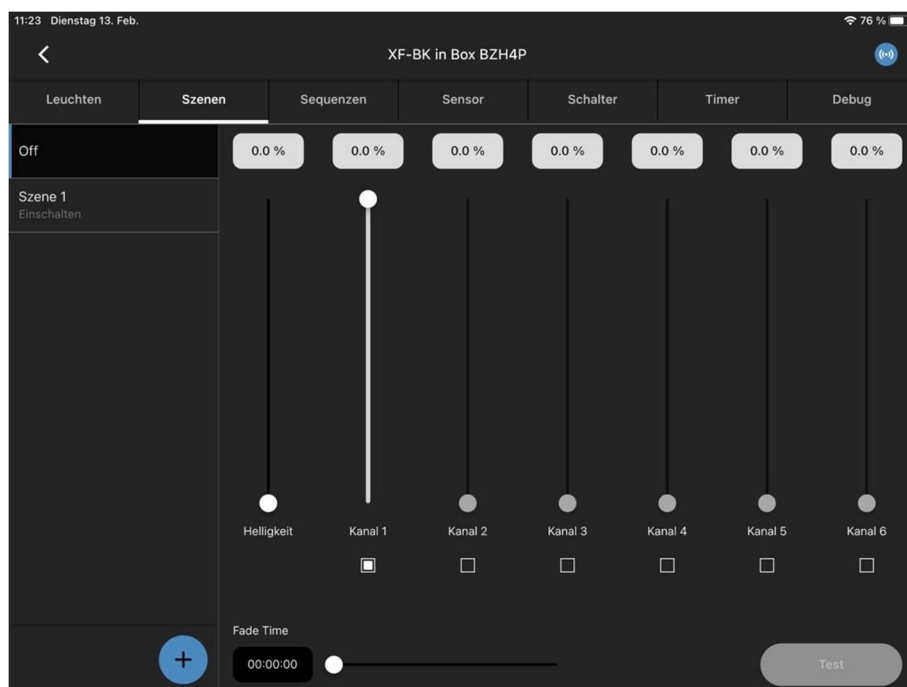 11:23 Dienstag 13. Feb.
76 %
XF-BK in Box BZH4P
Leuchten Szenen Sequenzen Sensor Schalter Timer Debug
Off
0.0 % 0.0 % 0.0 % 0.0 % 0.0 % 0.0 % 0.0 %
Szene 1
Einschalten
Helligkeit Kanal 1 Kanal 2 Kanal 3 Kanal 4 Kanal 5 Kanal 6
Fade Time
00:00:00
Test